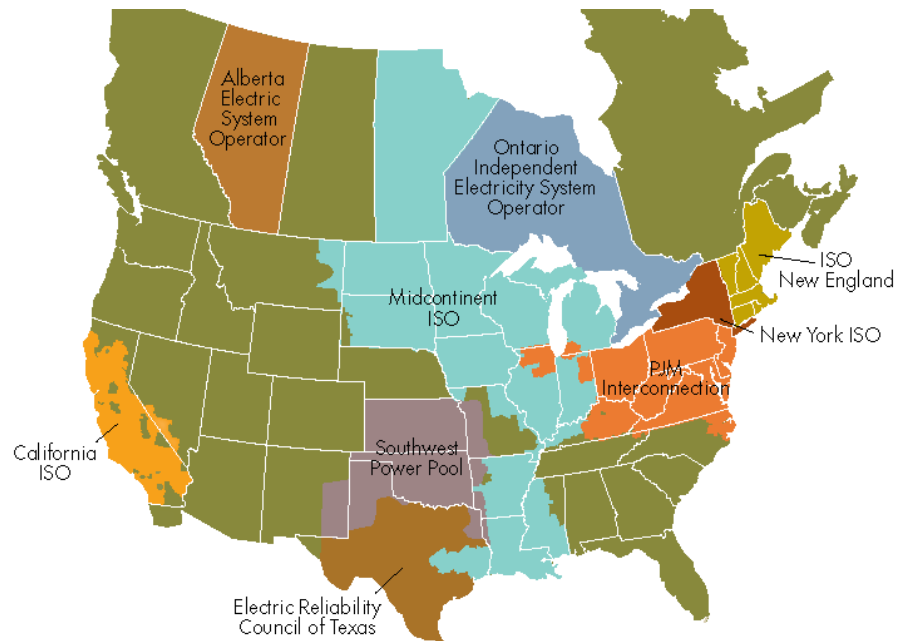 Alberta
Electric
System
Operator
Ontario
Independent
Electricity System
Operator
ISO
New England
Midcontinent
ISO
New York ISO
PJM
Interconnection
California
ISO
Southwest
Power Pool
Electric Reliability
Council of Texas